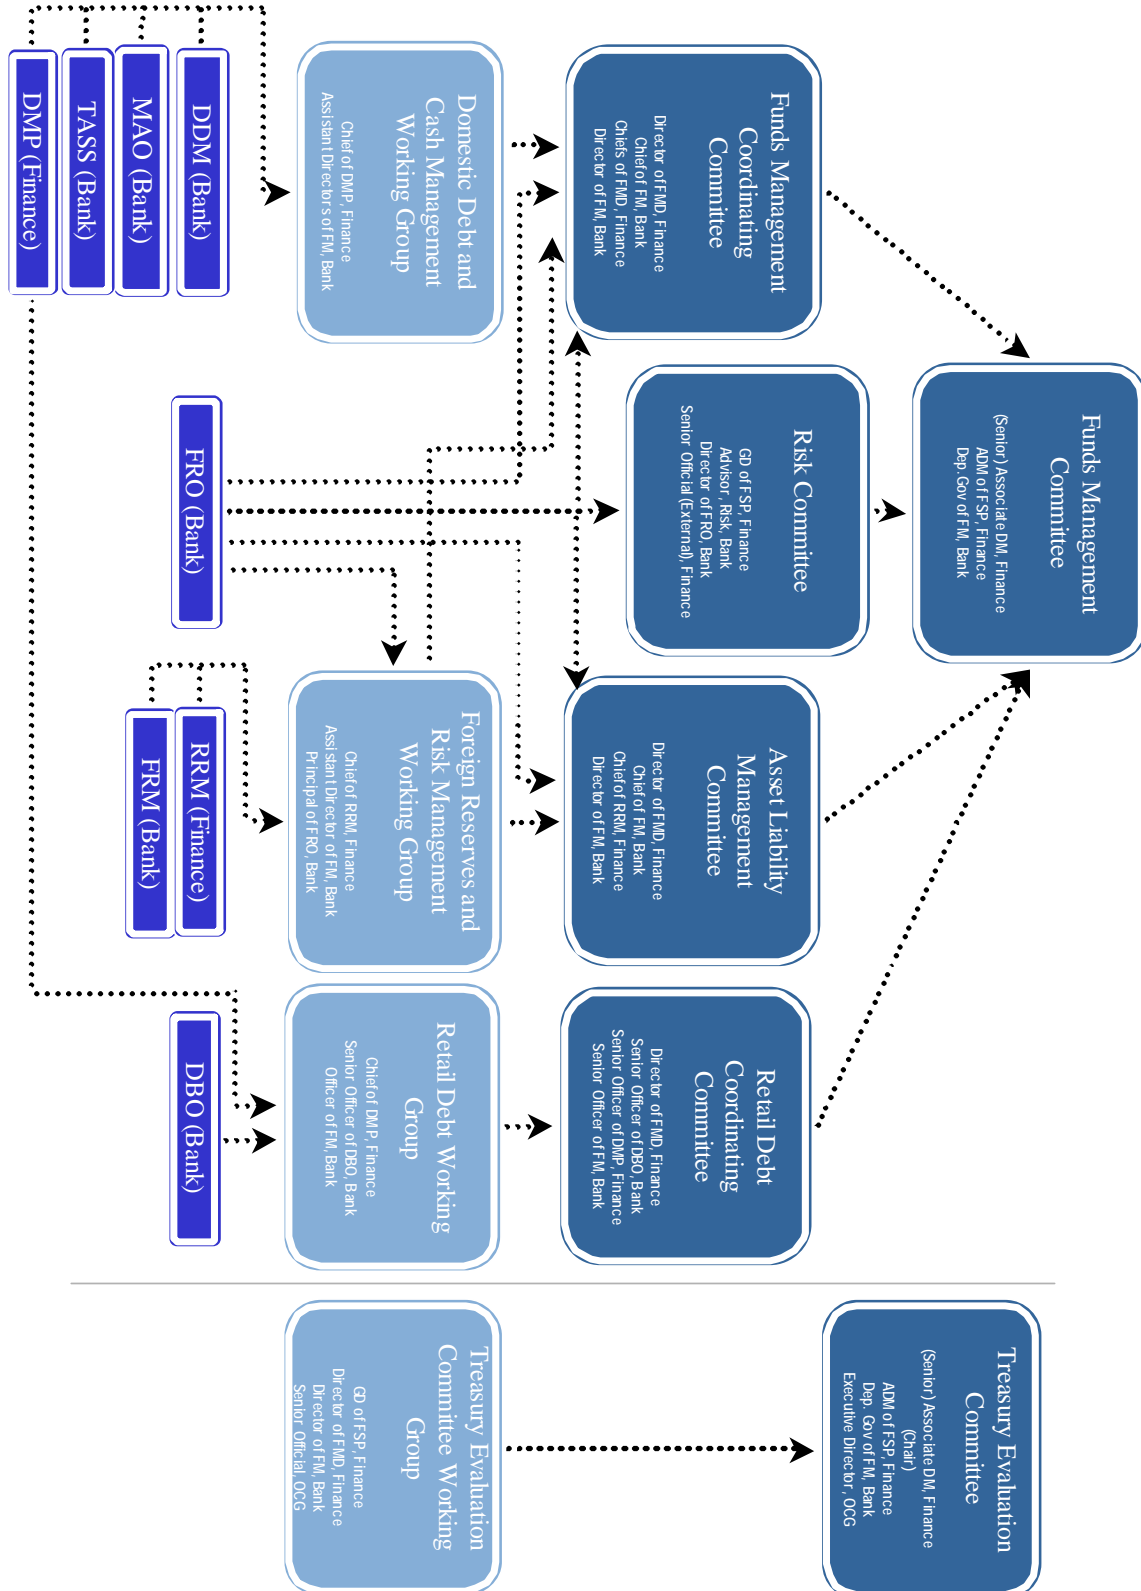 Funds Management
Committee
(Senior) Associate DM, Finance
ADM of FSP, Finance
Dep. Gov of FM, Bank
Treasury Evaluation
Committee
(Senior) Associate DM, Finance
(Chair)
ADM of FSP, Finance
Dep. Gov of FM, Bank
Executive Director, OCG
Funds Management
Coordinating
Committee
Director of FMD, Finance
Chief of FM, Bank
Chiefs of FMD, Finance
Director of FM, Bank
Risk Committee
GD of FSP, Finance
Advisor, Risk, Bank
Director of FRO, Bank
Senior Official (External), Finance
Asset Liability
Management
Committee
Director of FMD, Finance
Chief of FM, Bank
Chief of RRM, Finance
Director of FM, Bank
Retail Debt
Coordinating
Committee
Director of FMD, Finance
Senior Officer of DBO, Bank
Senior Officer of DMP, Finance
Senior Officer of FM, Bank
Domestic Debt and
Cash Management
Working Group
Chief of DMP, Finance
Assistant Directors of FM, Bank
Foreign Reserves and
Risk Management
Working Group
Chief of RRM, Finance
Assistant Director of FM, Bank
Principal of FRO, Bank
Retail Debt Working
Group
Chief of DMP, Finance
Senior Officer of DBO, Bank
Officer of FM, Bank
Treasury Evaluation
Committee Working
Group
GD of FSP, Finance
Director of FMD, Finance
Director of FM, Bank
Senior Official, OCG
DDM (Bank)
MAO (Bank)
TASS (Bank)
DMP (Finance)
FRO (Bank)
RRM (Finance)
FRM (Bank)
DBO (Bank)